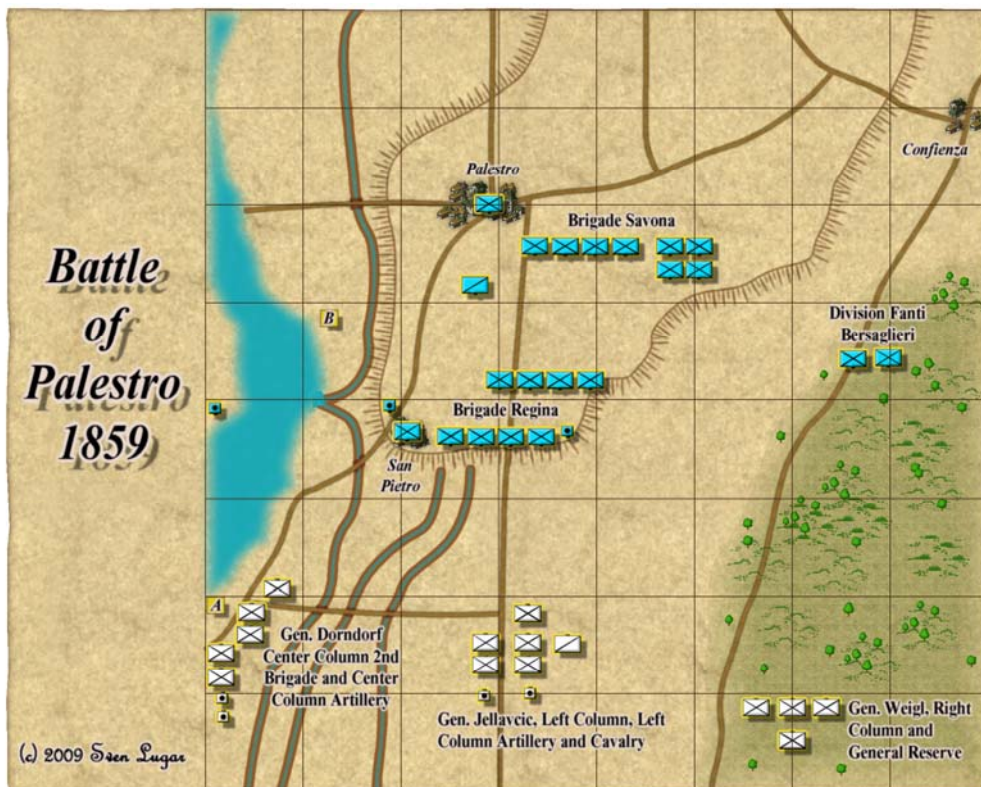 Battle
of
Palestro
1859
Palestro
Confienza
Brigade Savona
B
Division Fanti
Bersaglieri
Brigade Regina
San
Pietro
A
Gen. Dorndorf
Center Column 2nd
Brigade and Center
Column Artillery
Gen. Jellavcic, Left Column, Left
Column Artillery and Cavalry
Gen. Weigl, Right
Column and
General Reserve
(c) 2009 Sven Lugar